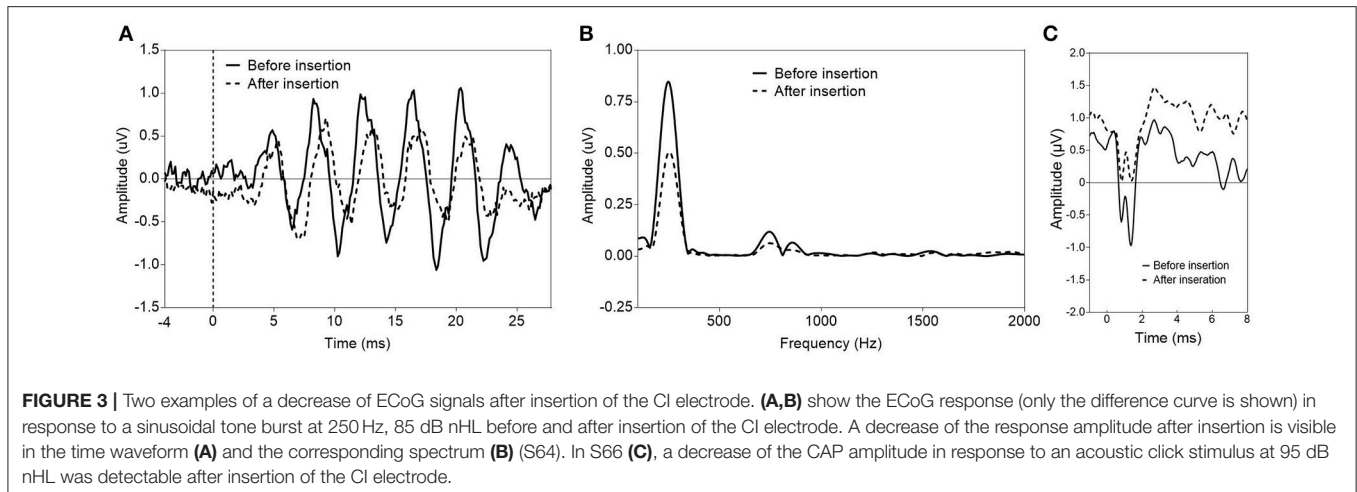 A
1.5
1.0
0.5
0.0
-0.5
-1.0
-1.5
Amplitude (uV)
Before insertion
After insertion
-4
0
5
10
15
20
25
Time (ms)
B
1.00
0.75
0.50
0.25
0.00
-0.25
Amplitude (uV)
Before insertion
After insertion
500
1000
1500
2000
Frequency (Hz)
C
2.0
1.5
1.0
0.5
0
-0.5
-1.0
2.0
Amplitude (μV)
Before insertion
After inseration
0
2
4
6
8
Time (ms)
FIGURE 3 | Two examples of a decrease of ECoG signals after insertion of the CI electrode. (A,B) show the ECoG response (only the difference curve is shown) in
response to a sinusoidal tone burst at 250 Hz, 85 dB nHL before and after insertion of the CI electrode. A decrease of the response amplitude after insertion is visible
in the time waveform (A) and the corresponding spectrum (B) (S64). In S66 (C), a decrease of the CAP amplitude in response to an acoustic click stimulus at 95 dB
nHL was detectable after insertion of the CI electrode.